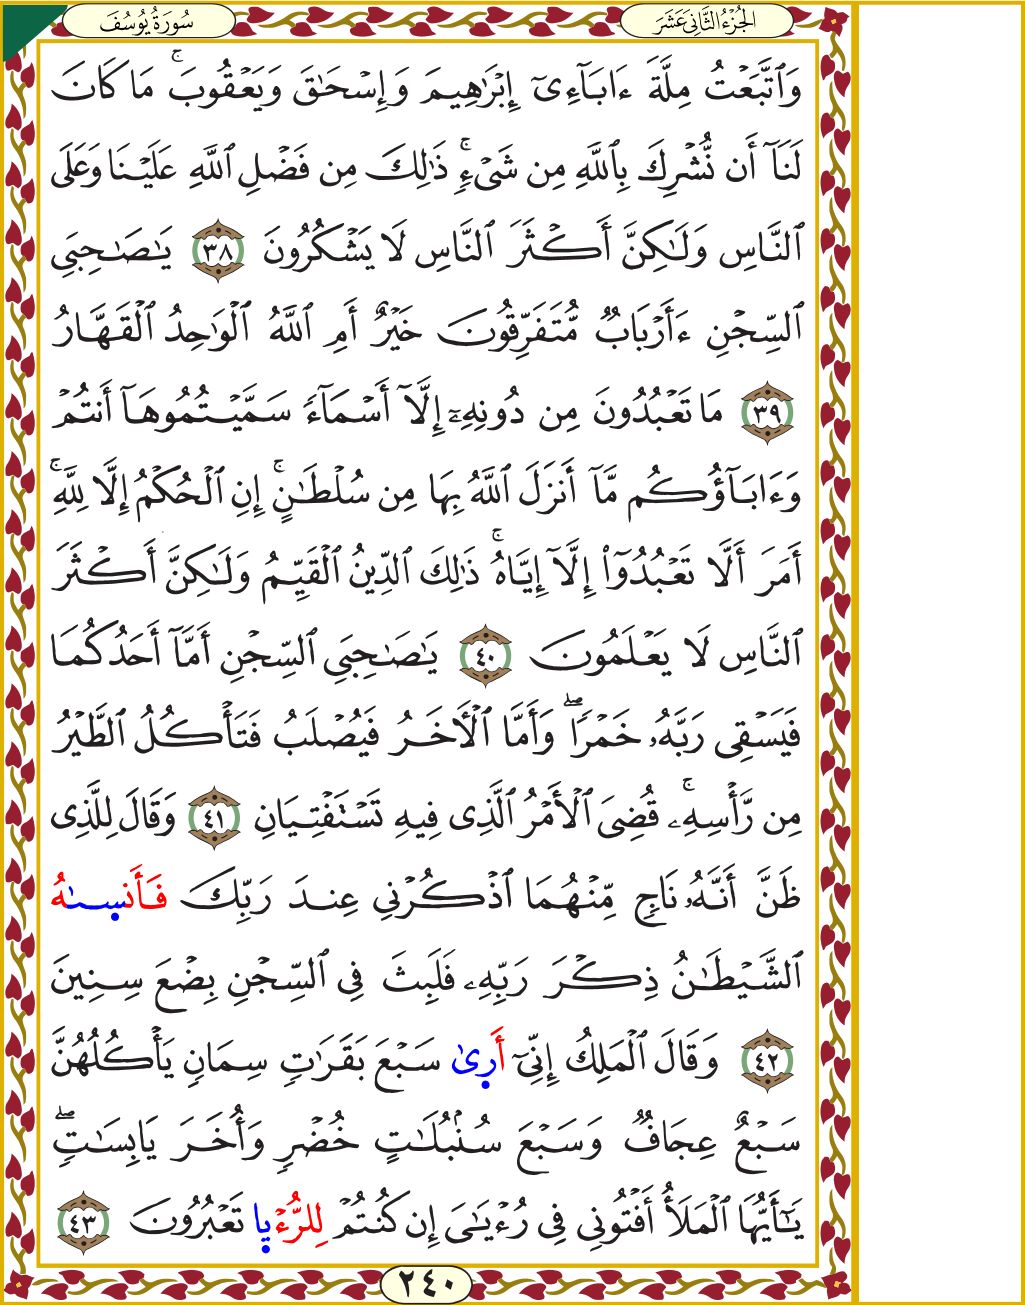 سُورَةُ يُوسُفَ
الجُزْءُ الثَّانِي عَشَرَ
وَٱتَّبَعْتُ مِلَّةَ ءَابَآءِىٓ إِبْرَٰهِيمَ وَإِسْحَٰقَ وَيَعْقُوبَ ۚ مَا كَانَ
لَنَآ أَن نُّشْرِكَ بِٱللَّهِ مِن شَىْءٍ ۚ ذَٰلِكَ مِن فَضْلِ ٱللَّهِ عَلَيْنَا وَعَلَى
ٱلنَّاسِ وَلَٰكِنَّ أَكْثَرَ ٱلنَّاسِ لَا يَشْكُرُونَ ٣٨ يَٰصَٰحِبَىِ
ٱلسِّجْنِ ءَأَرْبَابٌ مُّتَفَرِّقُونَ خَيْرٌ أَمِ ٱللَّهُ ٱلْوَٰحِدُ ٱلْقَهَّارُ
٣٩ مَا تَعْبُدُونَ مِن دُونِهِۦٓ إِلَّآ أَسْمَآءً سَمَّيْتُمُوهَآ أَنتُمْ
وَءَابَآؤُكُم مَّآ أَنزَلَ ٱللَّهُ بِهَا مِن سُلْطَٰنٍ ۚ إِنِ ٱلْحُكْمُ إِلَّا لِلَّهِ ۚ
أَمَرَ أَلَّا تَعْبُدُوٓا۟ إِلَّآ إِيَّاهُ ۚ ذَٰلِكَ ٱلدِّينُ ٱلْقَيِّمُ وَلَٰكِنَّ أَكْثَرَ
ٱلنَّاسِ لَا يَعْلَمُونَ ٤٠ يَٰصَٰحِبَىِ ٱلسِّجْنِ أَمَّآ أَحَدُكُمَا
فَيَسْقِى رَبَّهُۥ خَمْرًا ۖ وَأَمَّا ٱلْأَخَرُ فَيُصْلَبُ فَتَأْكُلُ ٱلطَّيْرُ
مِن رَّأْسِهِۦ ۚ قُضِىَ ٱلْأَمْرُ ٱلَّذِى فِيهِ تَسْتَفْتِيَانِ ٤١ وَقَالَ لِلَّذِى
ظَنَّ أَنَّهُۥ نَاجٍ مِّنْهُمَا ٱذْكُرْنِى عِندَ رَبِّكَ فَأَنسىٰهُ
ٱلشَّيْطَٰنُ ذِكْرَ رَبِّهِۦ فَلَبِثَ فِى ٱلسِّجْنِ بِضْعَ سِنِينَ
٤٢ وَقَالَ ٱلْمَلِكُ إِنِّىٓ أَرىٰ سَبْعَ بَقَرَٰتٍ سِمَانٍ يَأْكُلُهُنَّ
سَبْعٌ عِجَافٌ وَسَبْعَ سُنۢبُلَٰتٍ خُضْرٍ وَأُخَرَ يَابِسَٰتٍ ۖ
يَٰٓأَيُّهَا ٱلْمَلَأُ أَفْتُونِى فِى رُءْيَٰىَ إِن كُنتُمْ لِلرُّءْيا تَعْبُرُونَ ٤٣
٢٤٠